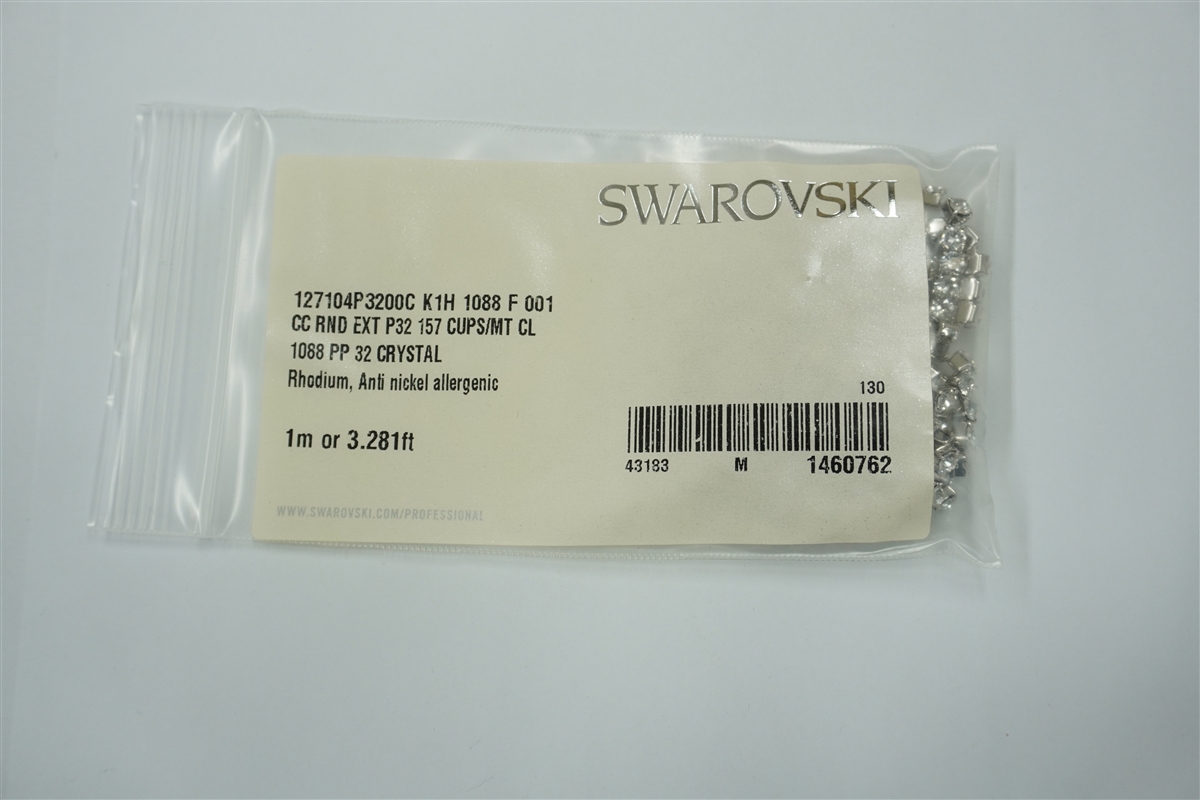 SWAROVSKI
127104P3200C K1H 1088 F 001
CC RND EXT P32 157 CUPS/MT CL
1088 PP 32 CRYSTAL
Rhodium, Anti nickel allergenic
130
1m or 3.281ft
43183 M 1460762
WWW.SWAROVSKI.COM/PROFESSIONAL